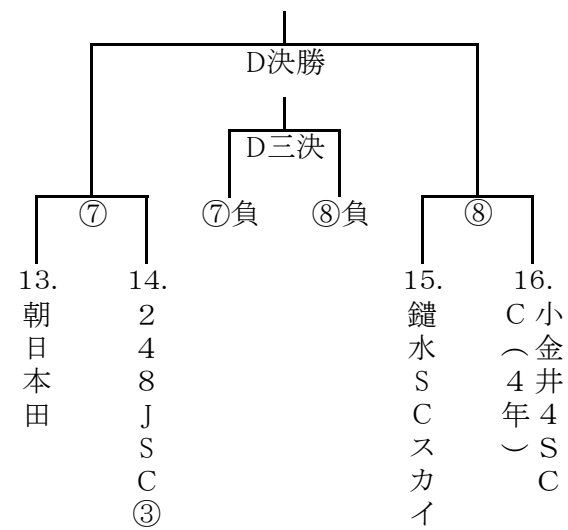 D決勝
D三決
⑦
⑦負
⑧負
⑧
13.
朝日本田
14.
248JSC③
15.
鑓水SCスカイ
16.
小金井4SC
C(4年)